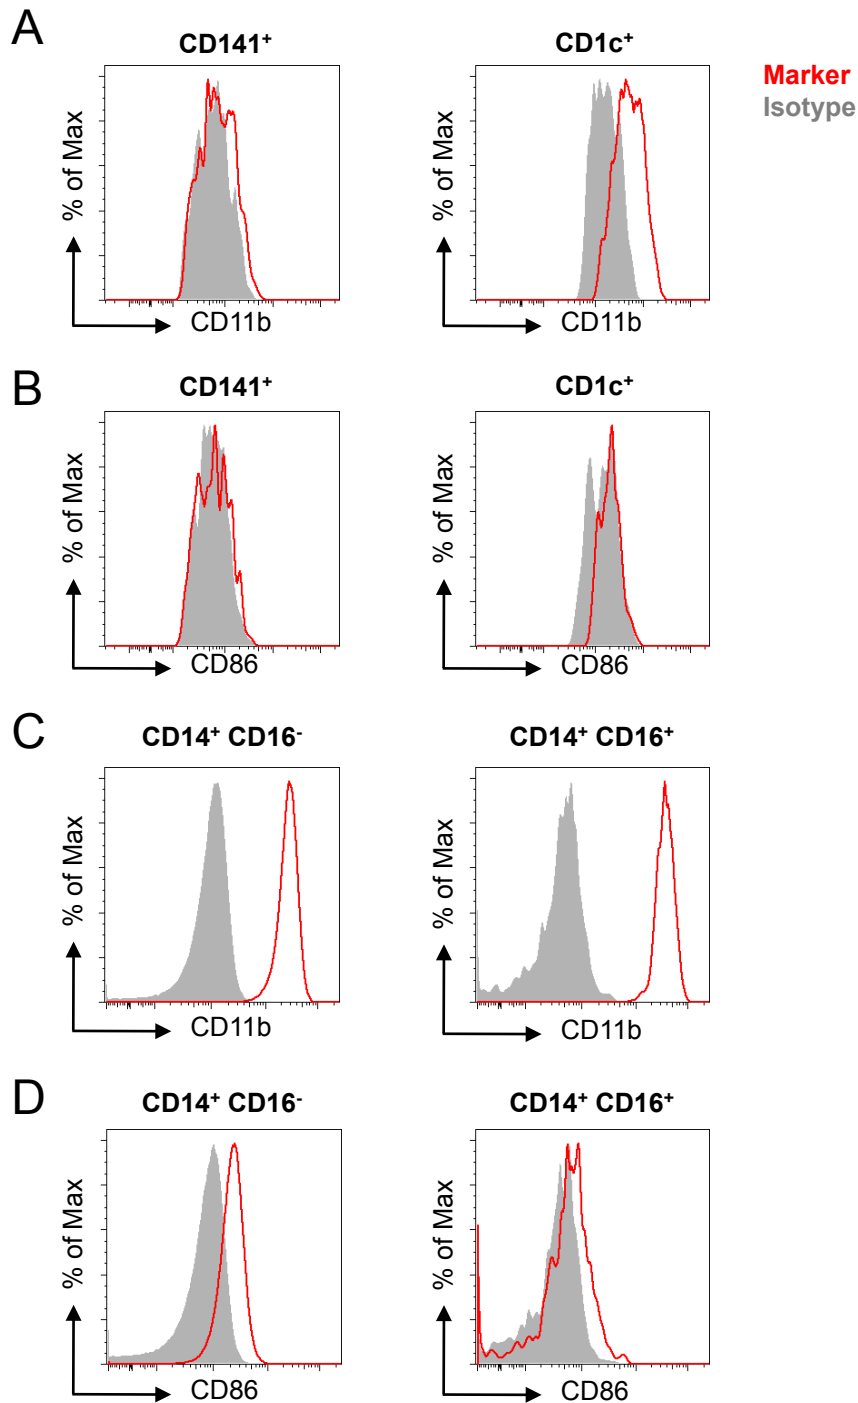 A
CD141⁺
CD1c⁺
Marker
Isotype
% of Max
% of Max
CD11b
CD11b
B
CD141⁺
CD1c⁺
% of Max
% of Max
CD86
CD86
C
CD14⁺ CD16⁻
CD14⁺ CD16⁺
% of Max
% of Max
CD11b
CD11b
D
CD14⁺ CD16⁻
CD14⁺ CD16⁺
% of Max
% of Max
CD86
CD86